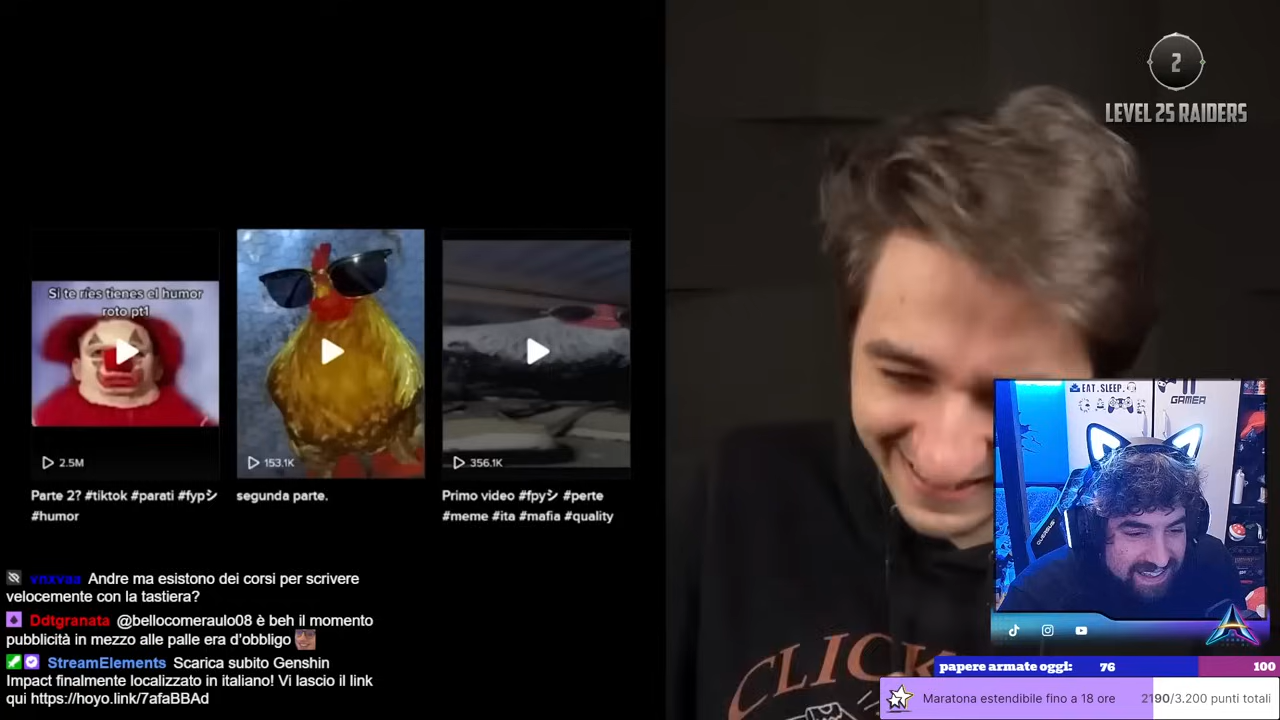 2
LEVEL 25 RAIDERS
Si te ries tienes el humor
roto pt1
2.5M
153.1K
356.1K
Parte 2? #tiktok #parati #fypシ
#humor
segunda parte.
Primo video #fpyシ #perte
#meme #ita #mafia #quality
vnxvaa Andre ma esistono dei corsi per scrivere
velocemente con la tastiera?
Ddtgranata @bellocomeraulo08 è beh il momento
pubblicità in mezzo alle palle era d'obbligo
StreamElements Scarica subito Genshin
Impact finalmente localizzato in italiano! Vi lascio il link
qui https://hoyo.link/7afaBBAd
EAT.SLEEP.
GAMER
CLICK
papere armate oggi: 76 100
Maratona estendibile fino a 18 ore 2190/3.200 punti totali